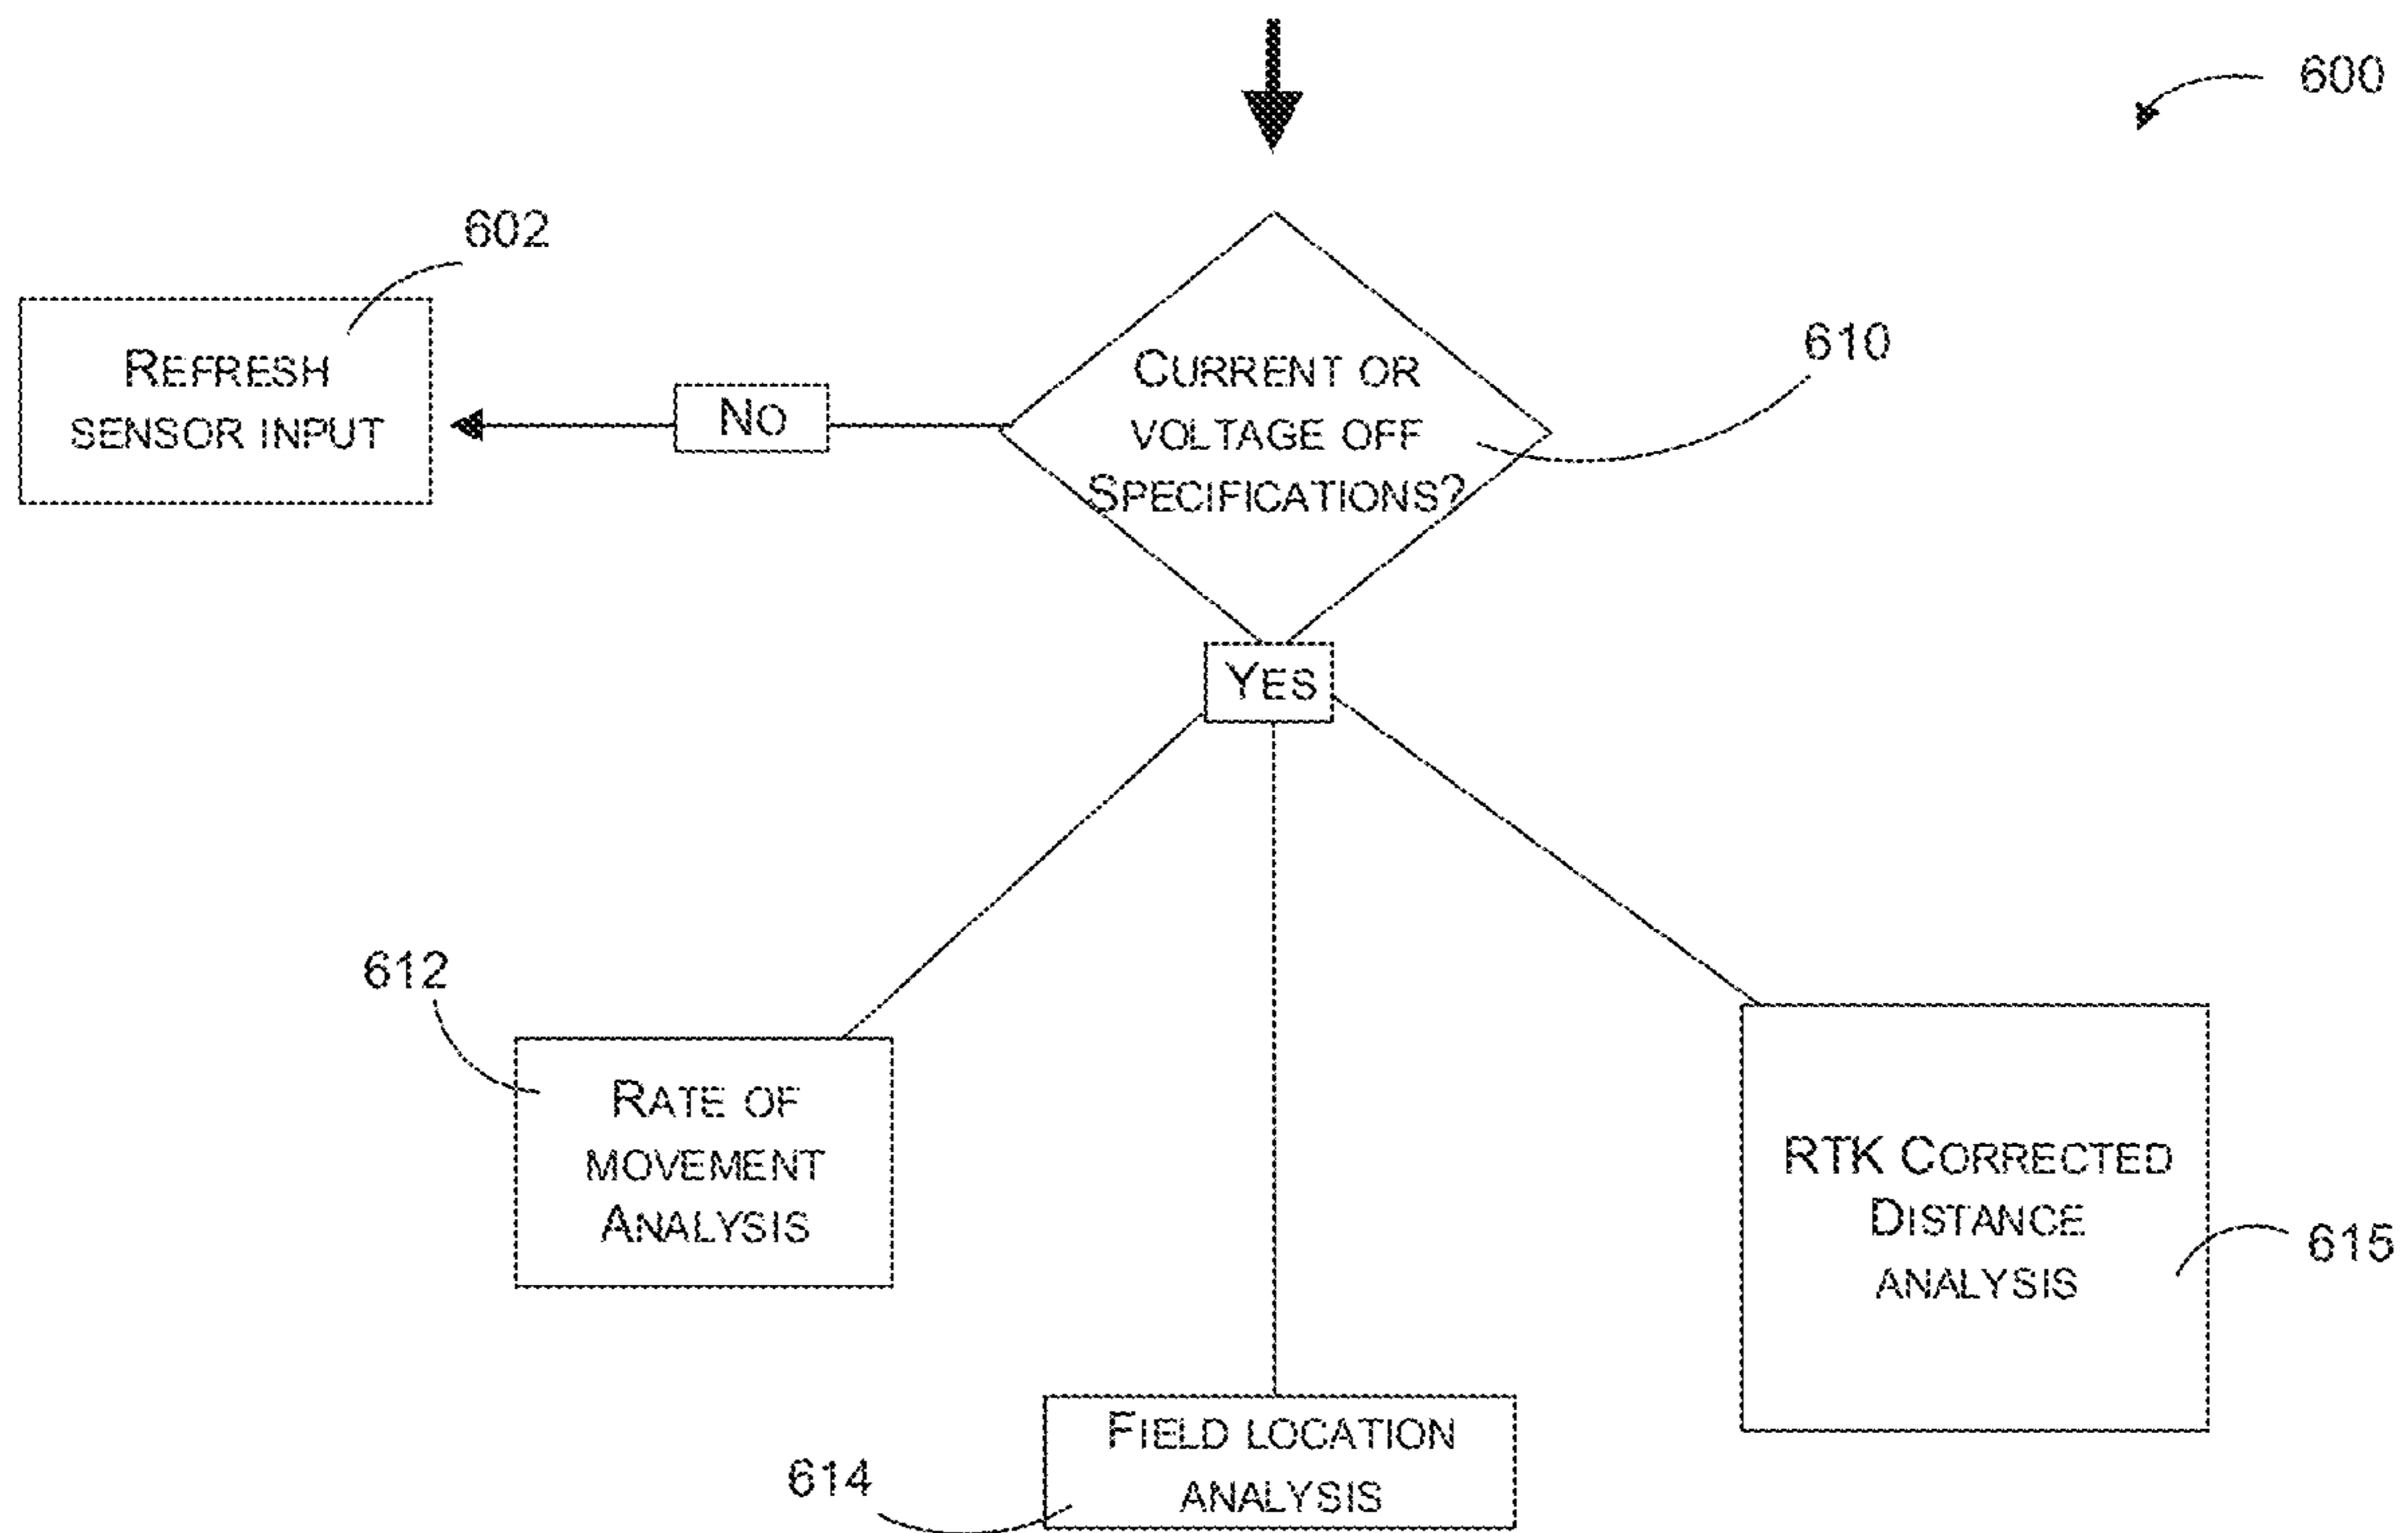 600
602
REFRESH
SENSOR INPUT
NO
CURRENT OR
VOLTAGE OFF
SPECIFICATIONS?
610
YES
612
RATE OF
MOVEMENT
ANALYSIS
RTK CORRECTED
DISTANCE
ANALYSIS
615
FIELD LOCATION
ANALYSIS
614